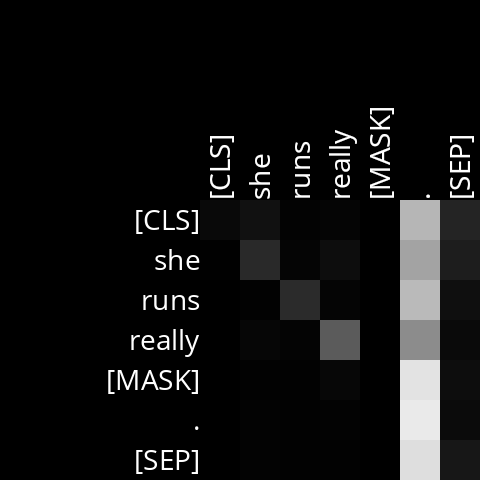 [CLS] she runs really [MASK] . [SEP]
[CLS]
she
runs
really
[MASK]
.
[SEP]